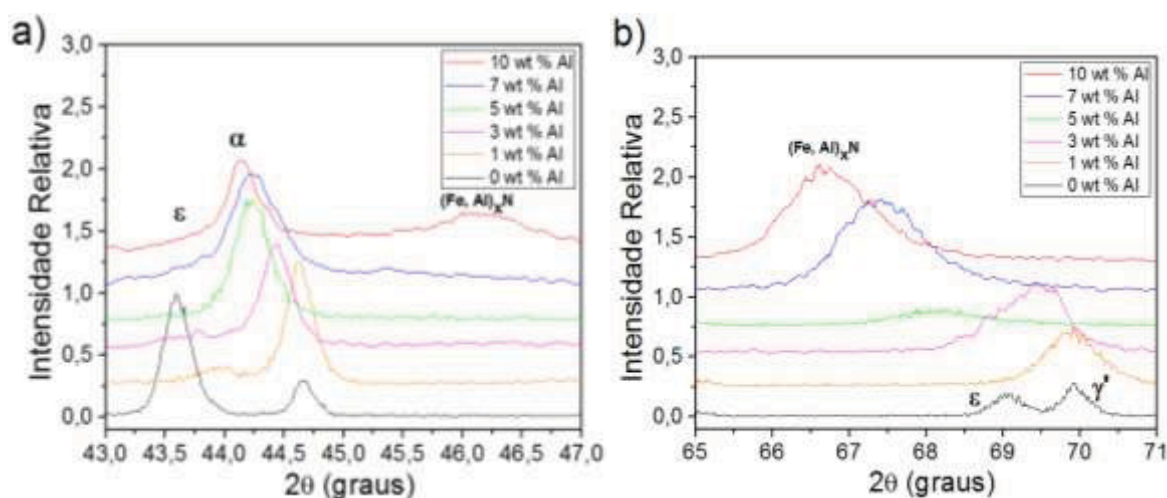 a)
3,0
2,5
2,0
1,5
1,0
0,5
0,0
Intensidade Relativa
10 wt % Al
7 wt % Al
5 wt % Al
3 wt % Al
1 wt % Al
0 wt % Al
α
ε
(Fe, Al)ₓN
43,0 43,5 44,0 44,5 45,0 45,5 46,0 46,5 47,0
2θ (graus)
b)
3,0
2,5
2,0
1,5
1,0
0,5
0,0
Intensidade Relativa
10 wt % Al
7 wt % Al
5 wt % Al
3 wt % Al
1 wt % Al
0 wt % Al
(Fe, Al)ₓN
ε
γ'
65 66 67 68 69 70 71
2θ (graus)